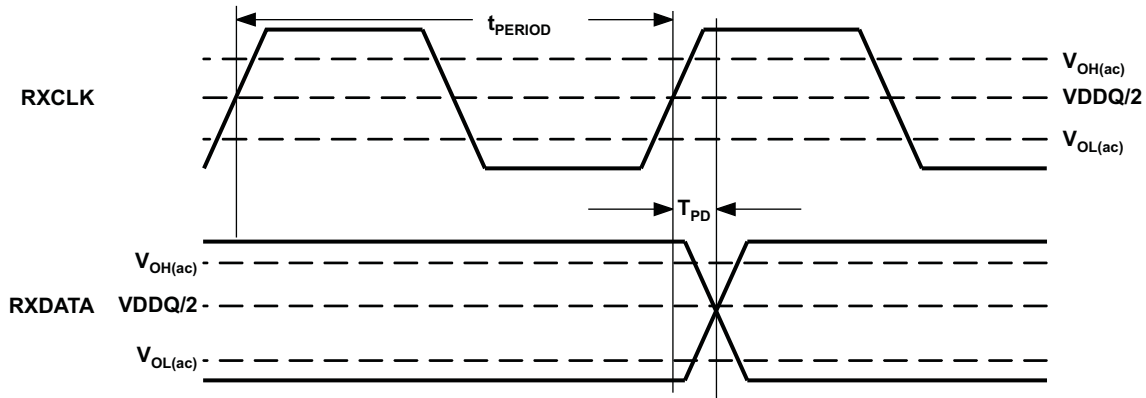 tPERIOD
VOH(ac)
RXCLK
VDDQ/2
VOL(ac)
TPD
VOH(ac)
RXDATA VDDQ/2
VOL(ac)